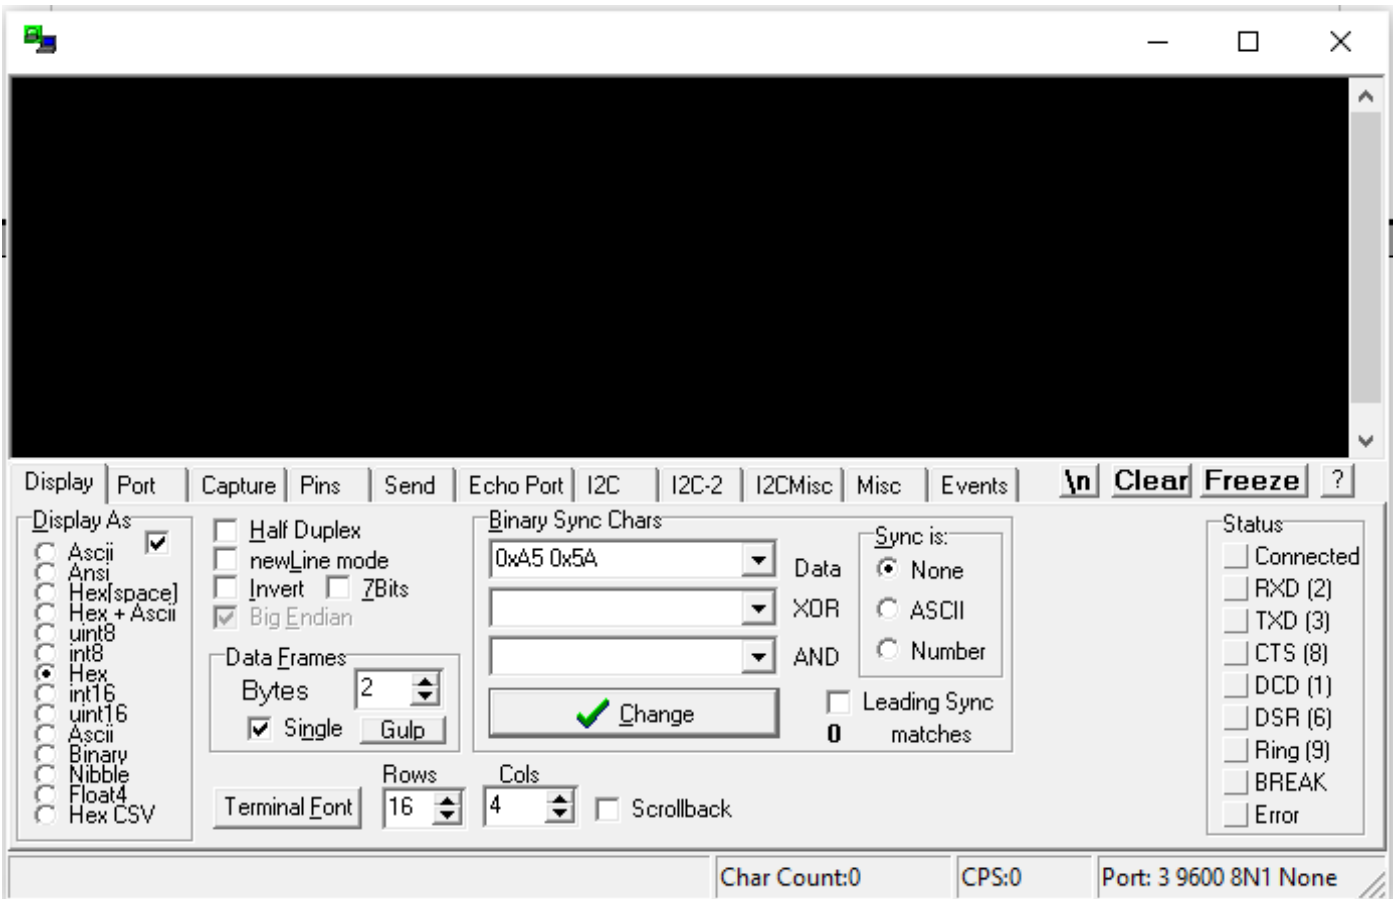 Display Port Capture Pins Send Echo Port I2C I2C-2 I2CMisc Misc Events \n Clear Freeze ?
Display As
Ascii
Ansi
Hex[space]
Hex + Ascii
uint8
int8
Hex
int16
uint16
Ascii
Binary
Nibble
Float4
Hex CSV
Half Duplex
newLine mode
Invert 7Bits
Big Endian
Data Frames
Bytes 2
Single Gulp
Binary Sync Chars
0xA5 0x5A Data
XOR
AND
Change
Sync is:
None
ASCII
Number
Leading Sync
0 matches
Rows Cols
Terminal Font 16 4 Scrollback
Status
Connected
RXD (2)
TXD (3)
CTS (8)
DCD (1)
DSR (6)
Ring (9)
BREAK
Error
Char Count:0 CPS:0 Port: 3 9600 8N1 None